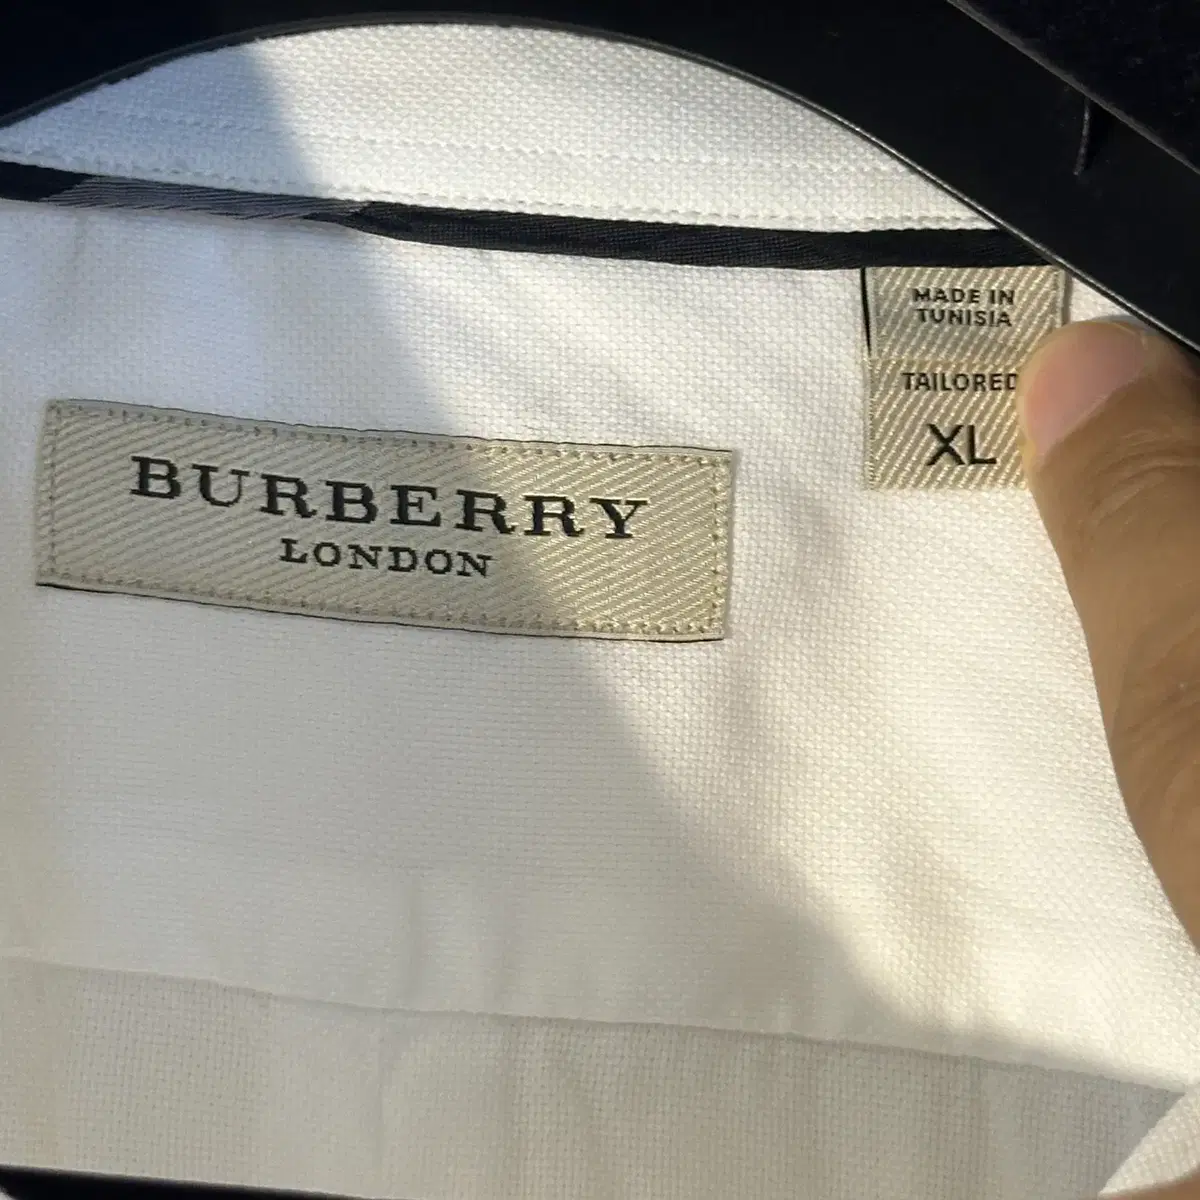 BURBERRY
LONDON
MADE IN
TUNISIA
TAILORED
XL